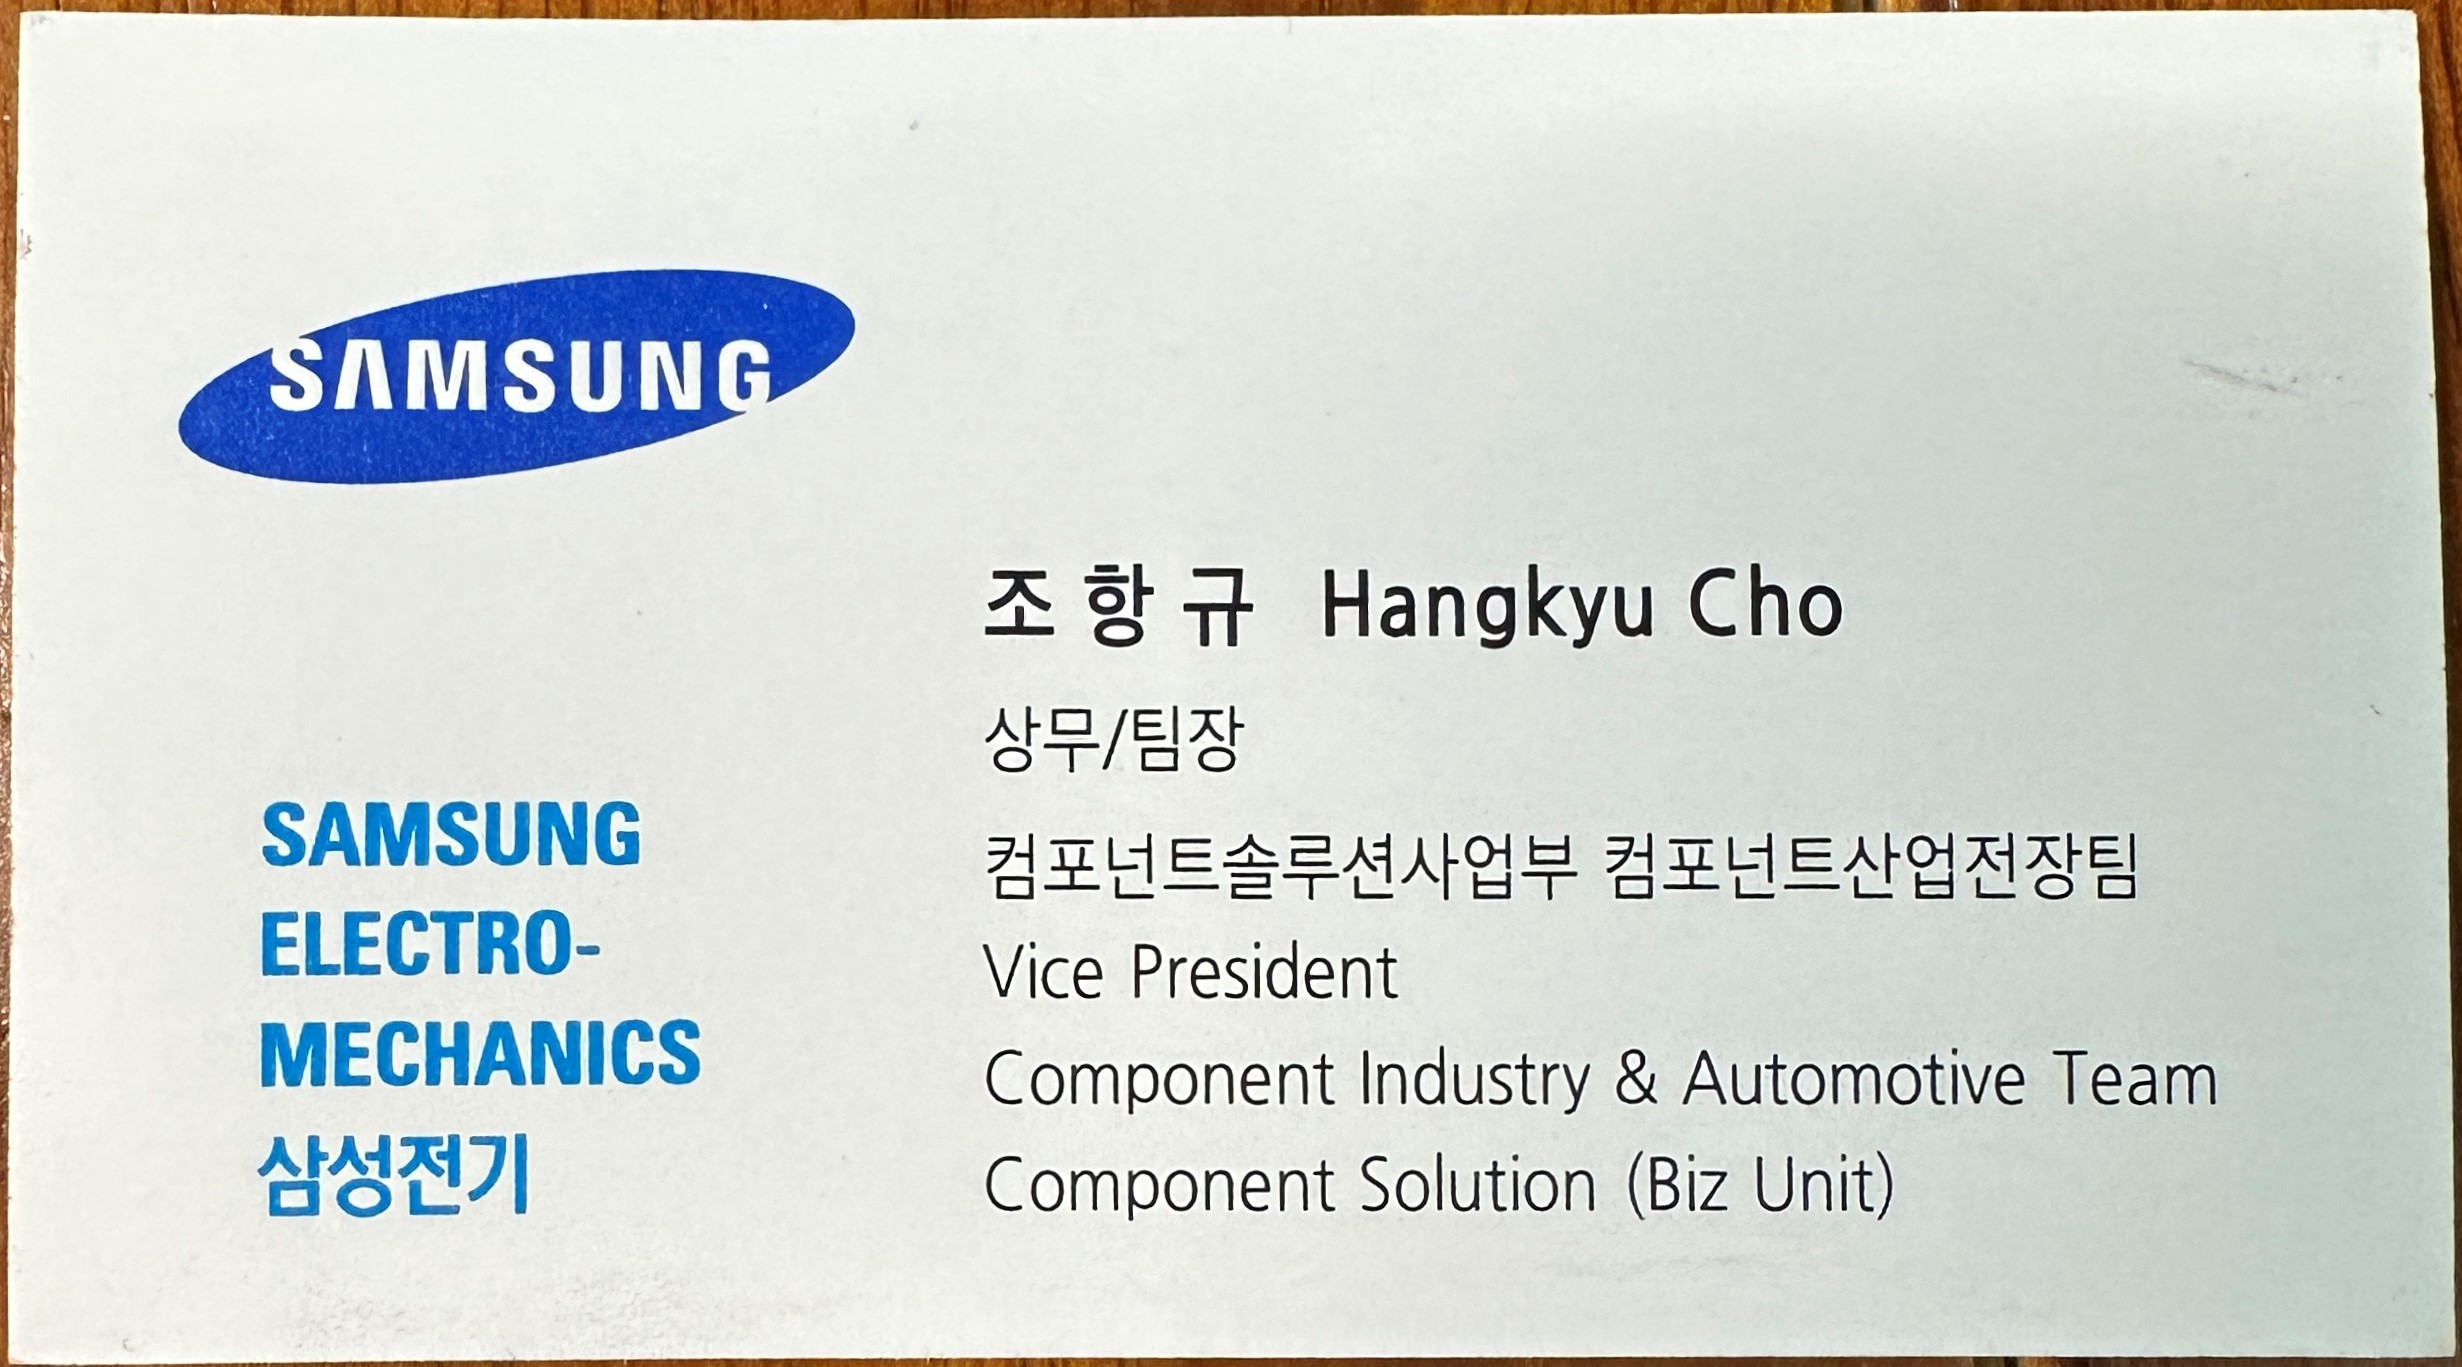 SAMSUNG
조항규 Hangkyu Cho
상무/팀장
컴포넌트솔루션사업부 컴포넌트산업전장팀
Vice President
Component Industry & Automotive Team
Component Solution (Biz Unit)
SAMSUNG
ELECTRO-
MECHANICS
삼성전기